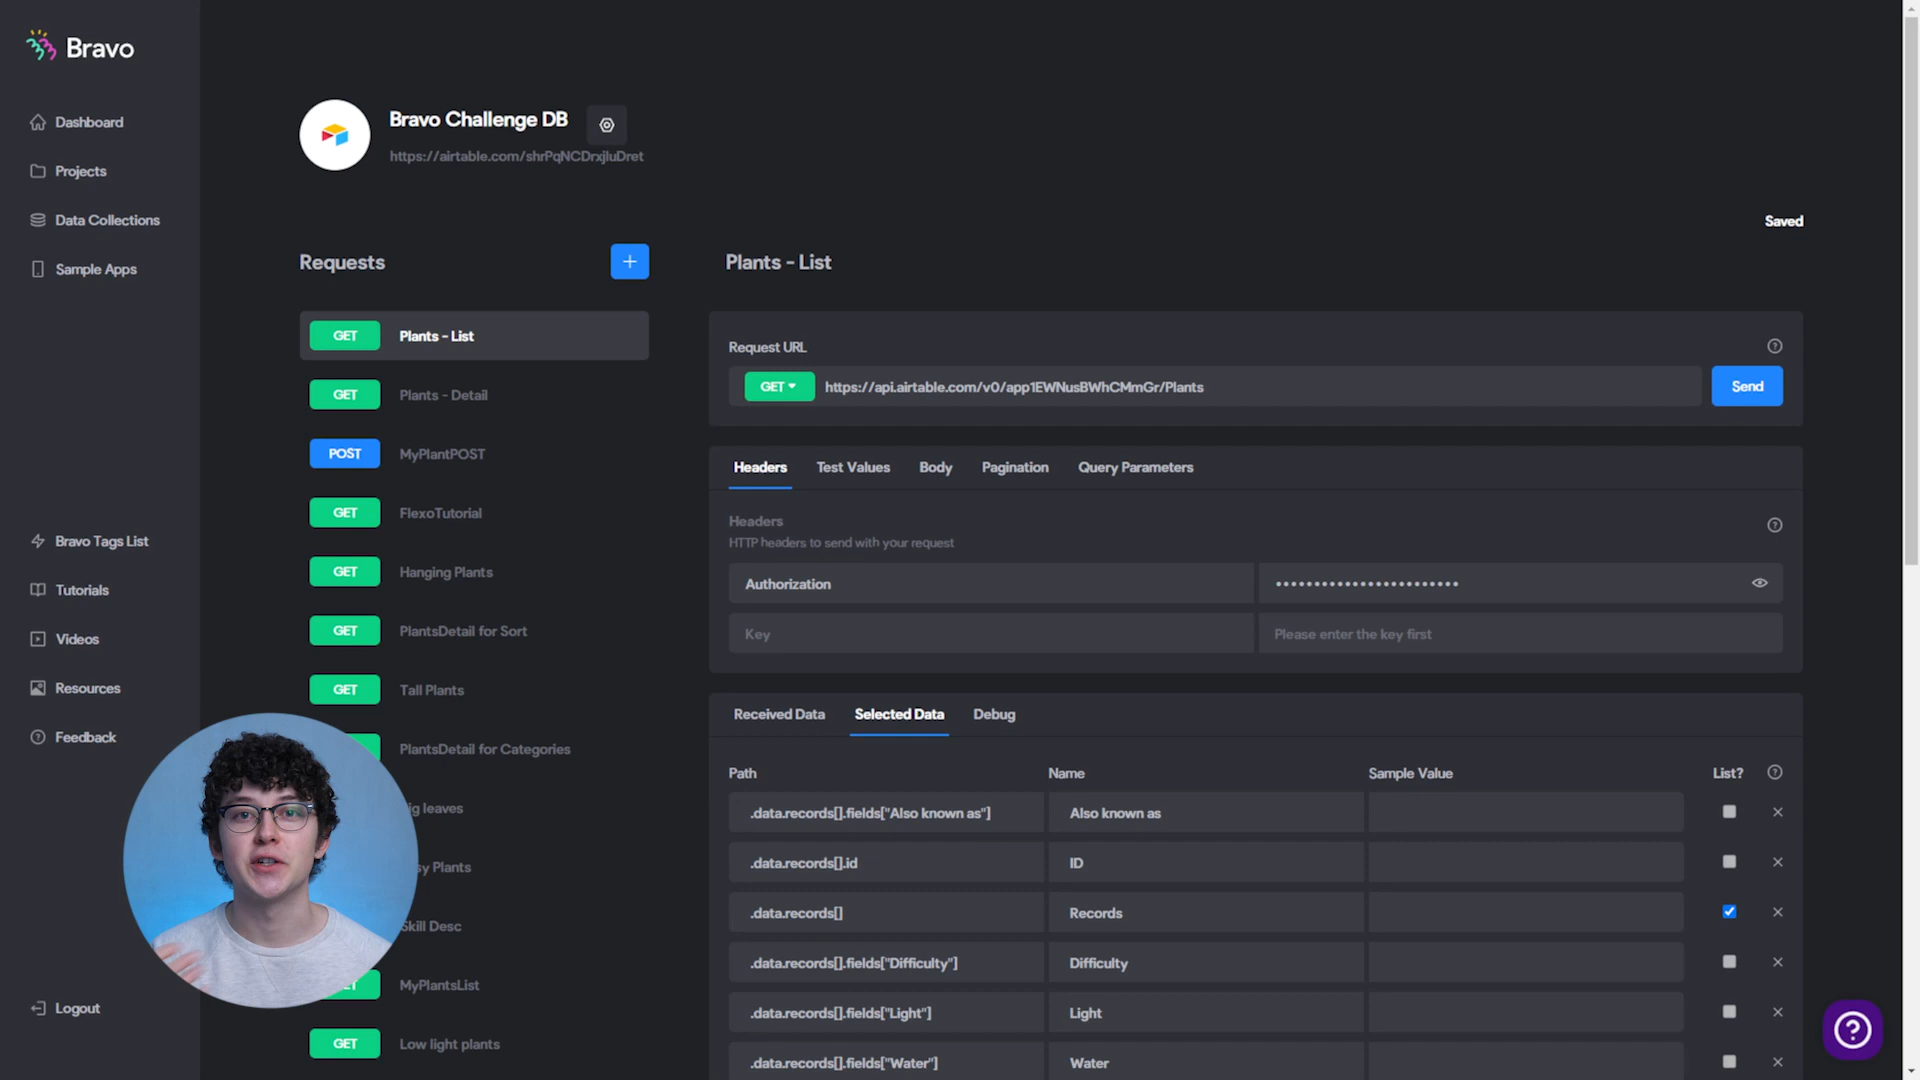 Bravo
Dashboard
Projects
Data Collections
Sample Apps
Bravo Tags List
Tutorials
Videos
Resources
Feedback
Logout
Bravo Challenge DB
https://airtable.com/shrPqNCDrxjluDret
Saved
Requests
+
GET Plants - List
GET Plants - Detail
POST MyPlantPOST
GET FlexoTutorial
GET Hanging Plants
GET PlantsDetail for Sort
GET Tall Plants
PlantsDetail for Categories
leaves
Plants
Skill Desc
MyPlantsList
GET Low light plants
Plants - List
Request URL
GET https://api.airtable.com/v0/app1EWNusBWhCMmGr/Plants
Send
Headers Test Values Body Pagination Query Parameters
Headers
HTTP headers to send with your request
Authorization ••••••••••••••••••••••••
Key Please enter the key first
Received Data Selected Data Debug
Path Name Sample Value List?
.data.records[].fields["Also known as"] Also known as
.data.records[].id ID
.data.records[] Records
.data.records[].fields["Difficulty"] Difficulty
.data.records[].fields["Light"] Light
.data.records[].fields["Water"] Water